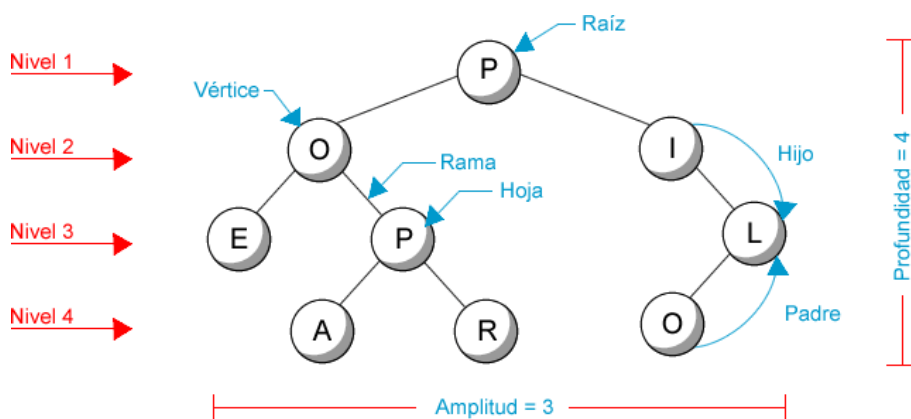 Raíz
Nivel 1
P
Vértice
Nivel 2
O
I
Rama
Hijo
Hoja
Profundidad = 4
Nivel 3
E
P
L
Nivel 4
A
R
O
Padre
Amplitud = 3